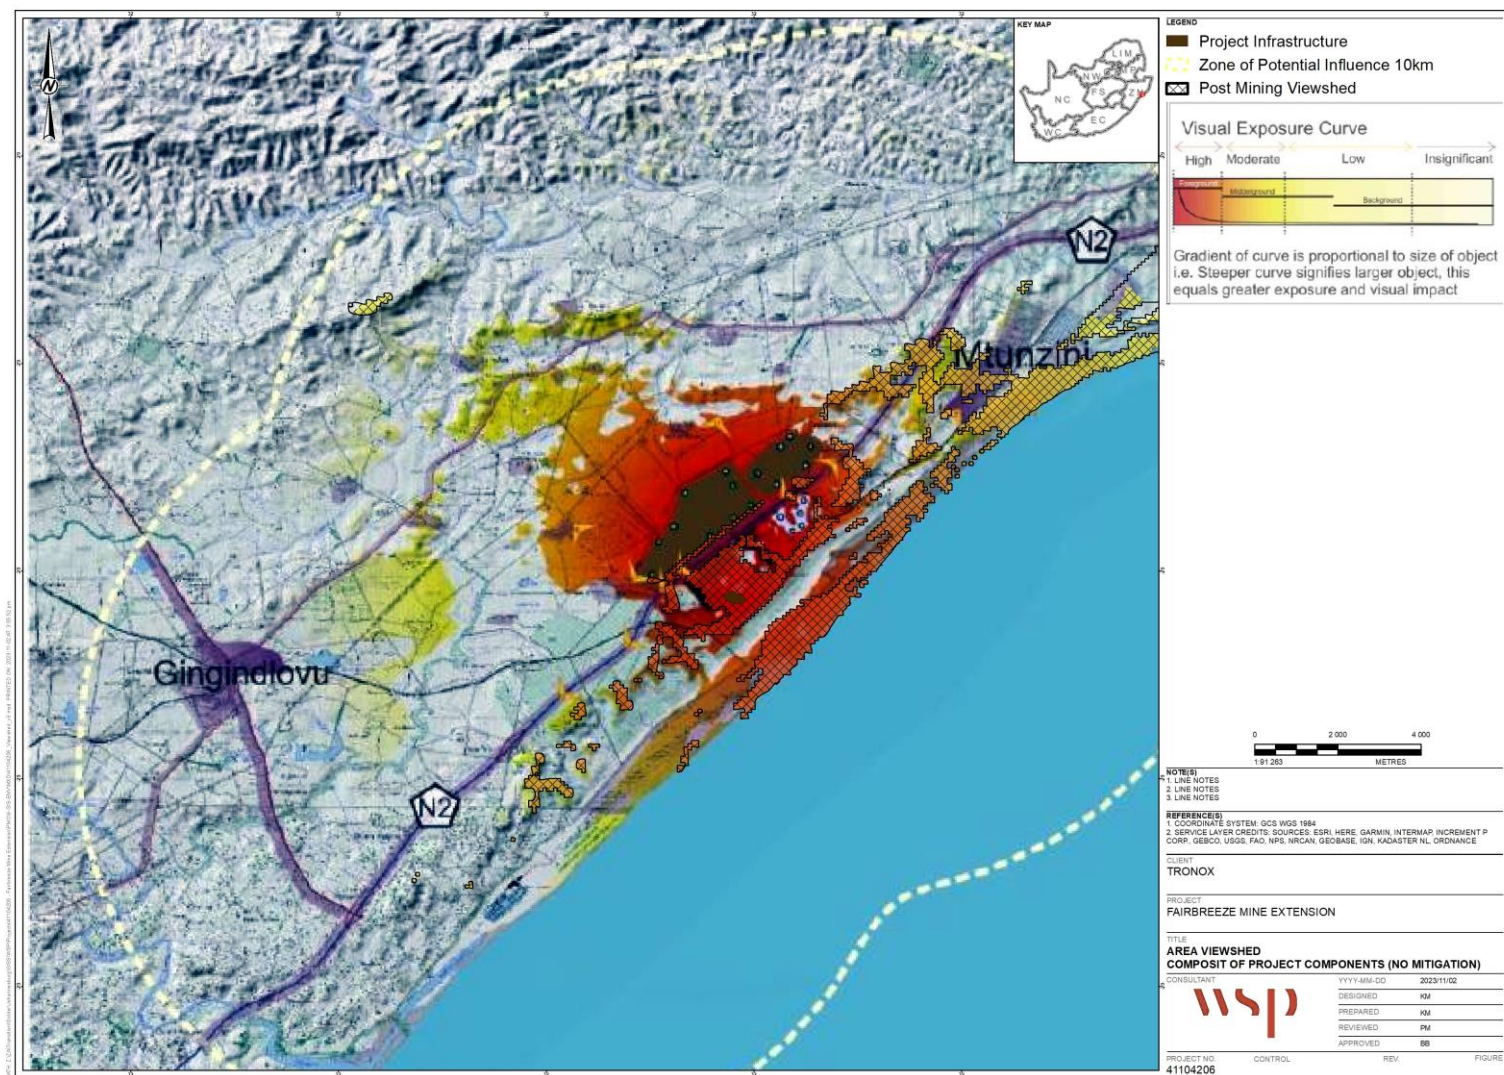 KEY MAP
LIM
NW
FS
NC
EC
WC
N2
Mtunzini
Gingindlovu
N2
N
LEGEND
Project Infrastructure
Zone of Potential Influence 10km
Post Mining Viewshed
Visual Exposure Curve
High Moderate Low Insignificant
Foreground
Midground
Background
Gradient of curve is proportional to size of object
i.e. Steeper curve signifies larger object, this
equals greater exposure and visual impact
0 2 000 4 000
1:91 263 METRES
NOTE(S)
1. LINE NOTES
2. LINE NOTES
3. LINE NOTES
REFERENCE(S)
1. COORDINATE SYSTEM: GCS WGS 1984
2. SERVICE LAYER CREDITS: SOURCES: ESRI, HERE, GARMIN, INTERMAP, INCREMENT P
CORP, GEBCO, USGS, FAO, NPS, NRCAN, GEOBASE, IGN, KADASTER NL, ORDNANCE
CLIENT
TRONOX
PROJECT
FAIRBREEZE MINE EXTENSION
TITLE
AREA VIEWSHED
COMPOSIT OF PROJECT COMPONENTS (NO MITIGATION)
CONSULTANT
wsp
YYYY-MM-DD 2023/11/02
DESIGNED KM
PREPARED KM
REVIEWED PM
APPROVED BB
PROJECT NO. CONTROL REV. FIGURE
41104206